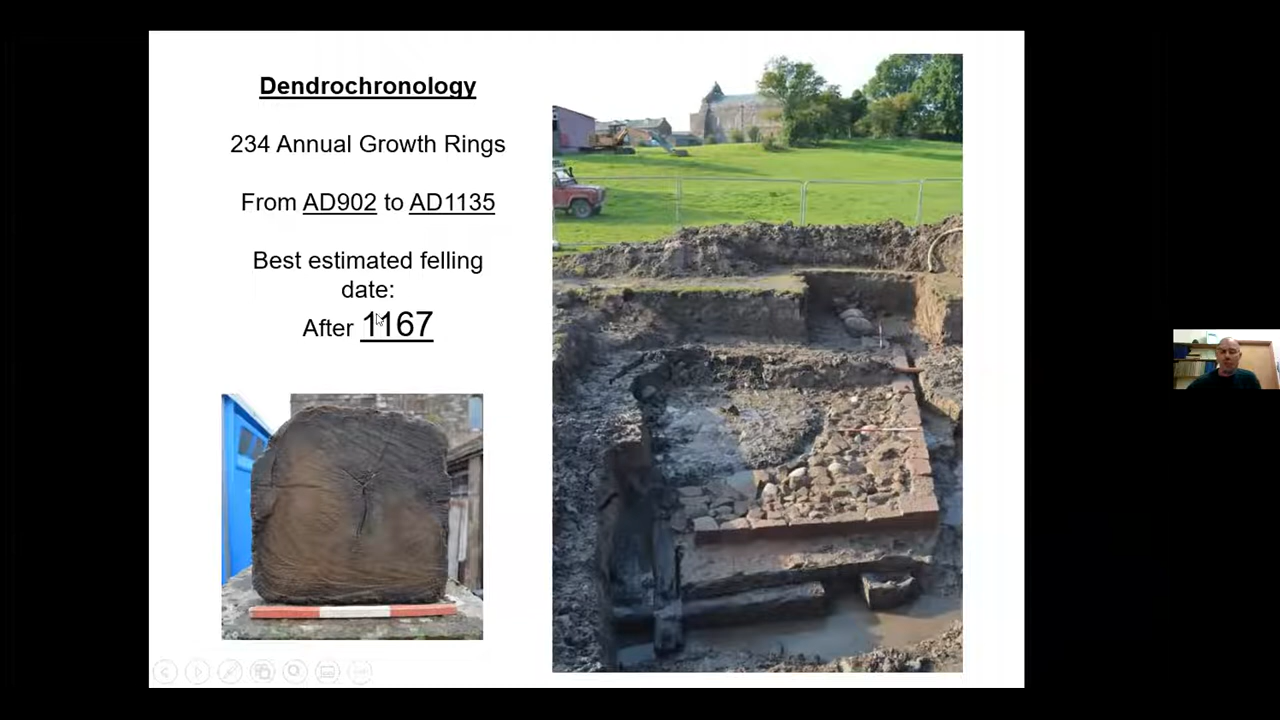 Dendrochronology
234 Annual Growth Rings
From AD902 to AD1135
Best estimated felling
date:
After 1167